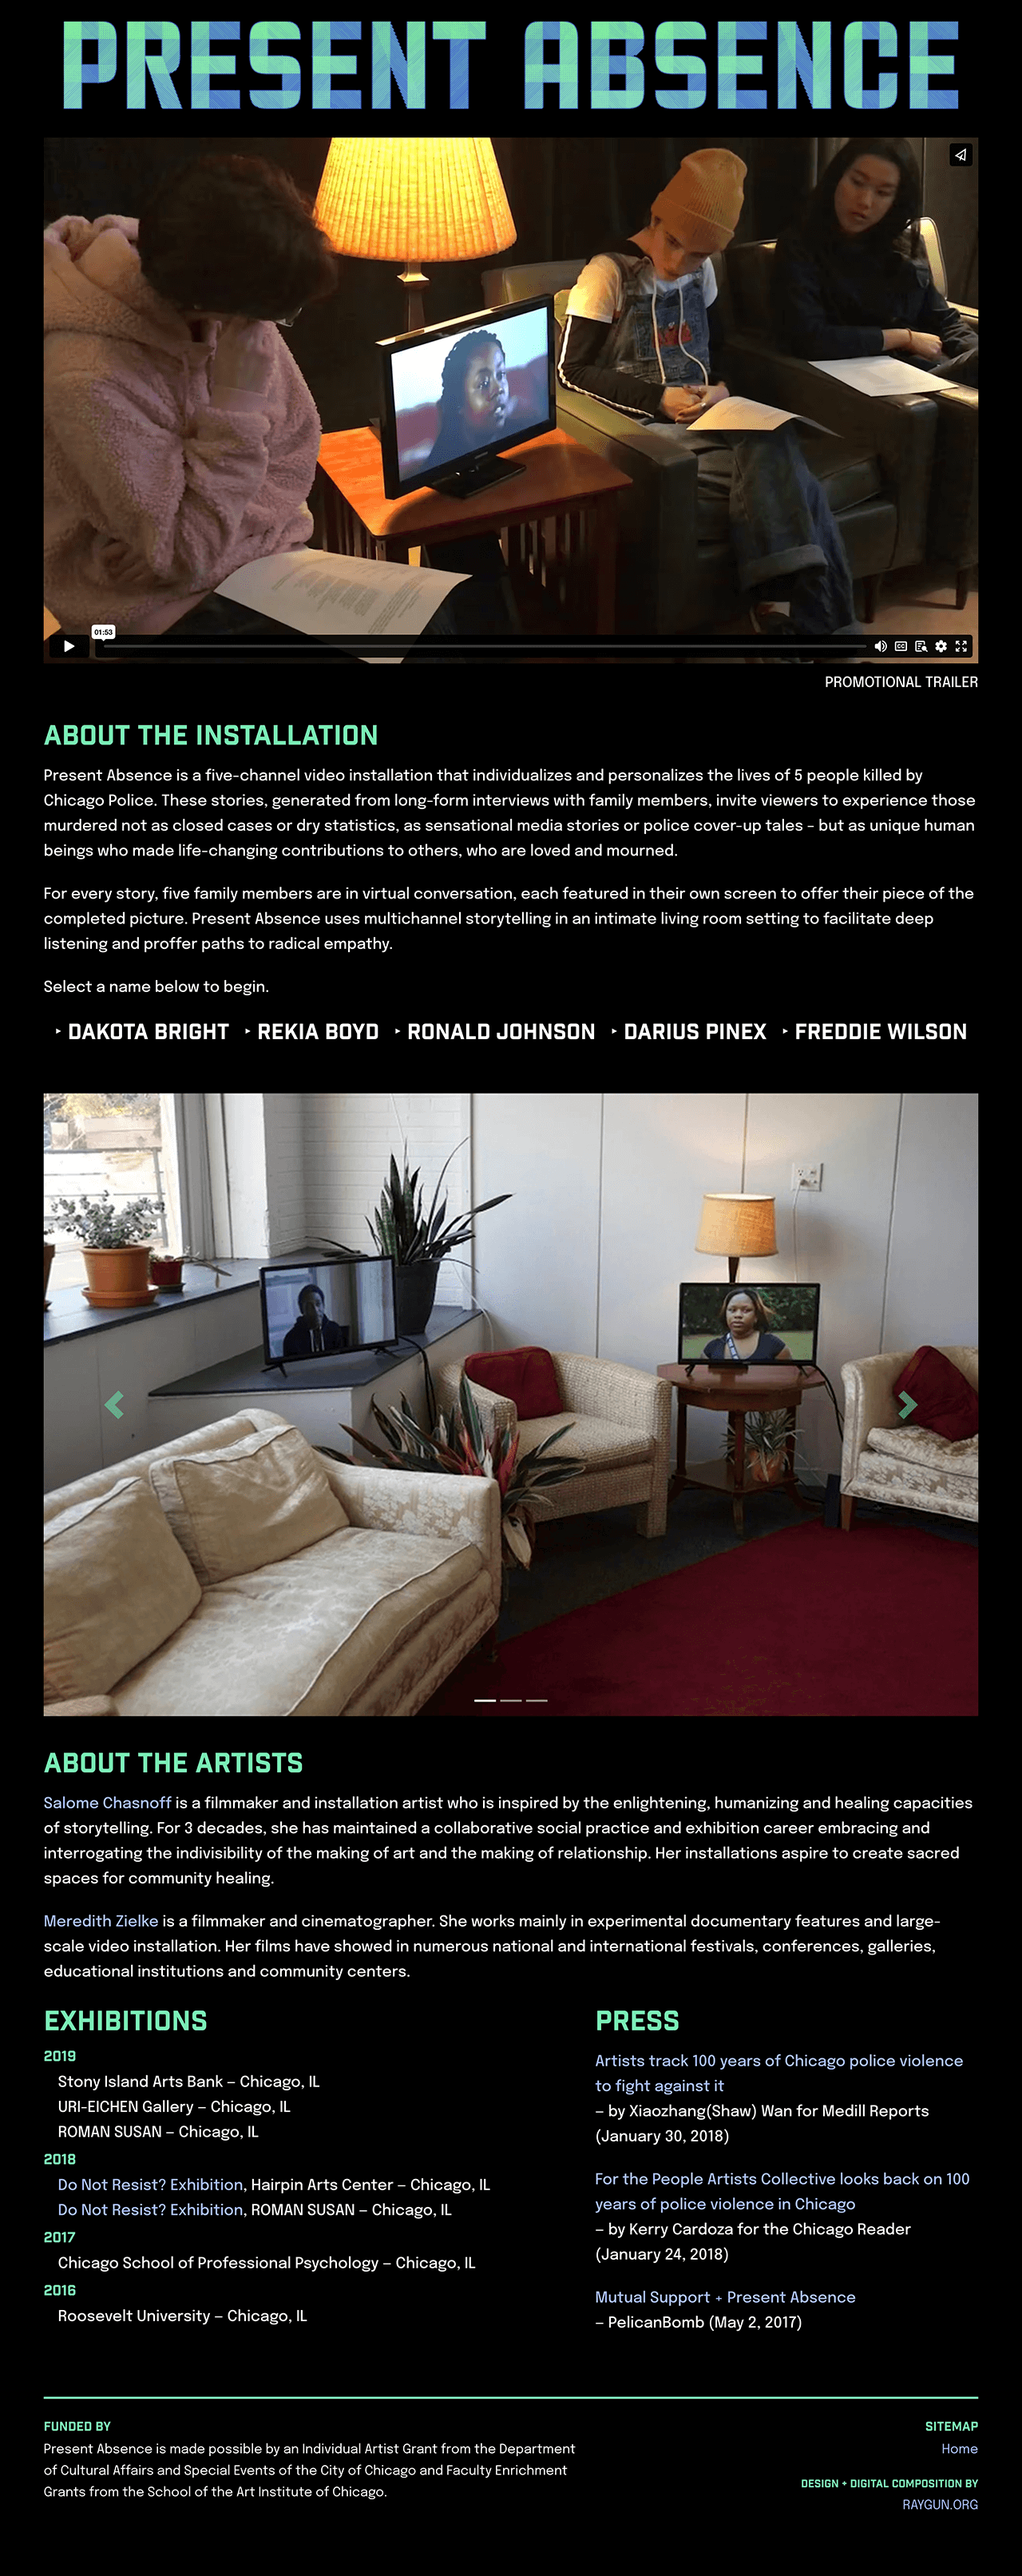 PRESENT ABSENCE
01:53
CC
PROMOTIONAL TRAILER
ABOUT THE INSTALLATION
Present Absence is a five-channel video installation that individualizes and personalizes the lives of 5 people killed by
Chicago Police. These stories, generated from long-form interviews with family members, invite viewers to experience those
murdered not as closed cases or dry statistics, as sensational media stories or police cover-up tales – but as unique human
beings who made life-changing contributions to others, who are loved and mourned.
For every story, five family members are in virtual conversation, each featured in their own screen to offer their piece of the
completed picture. Present Absence uses multichannel storytelling in an intimate living room setting to facilitate deep
listening and proffer paths to radical empathy.
Select a name below to begin.
‣ DAKOTA BRIGHT ‣ REKIA BOYD ‣ RONALD JOHNSON ‣ DARIUS PINEX ‣ FREDDIE WILSON
ABOUT THE ARTISTS
Salome Chasnoff is a filmmaker and installation artist who is inspired by the enlightening, humanizing and healing capacities
of storytelling. For 3 decades, she has maintained a collaborative social practice and exhibition career embracing and
interrogating the indivisibility of the making of art and the making of relationship. Her installations aspire to create sacred
spaces for community healing.
Meredith Zielke is a filmmaker and cinematographer. She works mainly in experimental documentary features and large-
scale video installation. Her films have showed in numerous national and international festivals, conferences, galleries,
educational institutions and community centers.
EXHIBITIONS
2019
Stony Island Arts Bank – Chicago, IL
URI-EICHEN Gallery – Chicago, IL
ROMAN SUSAN – Chicago, IL
2018
Do Not Resist? Exhibition, Hairpin Arts Center – Chicago, IL
Do Not Resist? Exhibition, ROMAN SUSAN – Chicago, IL
2017
Chicago School of Professional Psychology – Chicago, IL
2016
Roosevelt University – Chicago, IL
PRESS
Artists track 100 years of Chicago police violence
to fight against it
– by Xiaozhang(Shaw) Wan for Medill Reports
(January 30, 2018)
For the People Artists Collective looks back on 100
years of police violence in Chicago
– by Kerry Cardoza for the Chicago Reader
(January 24, 2018)
Mutual Support + Present Absence
– PelicanBomb (May 2, 2017)
FUNDED BY
Present Absence is made possible by an Individual Artist Grant from the Department
of Cultural Affairs and Special Events of the City of Chicago and Faculty Enrichment
Grants from the School of the Art Institute of Chicago.
SITEMAP
Home
DESIGN + DIGITAL COMPOSITION BY
RAYGUN.ORG